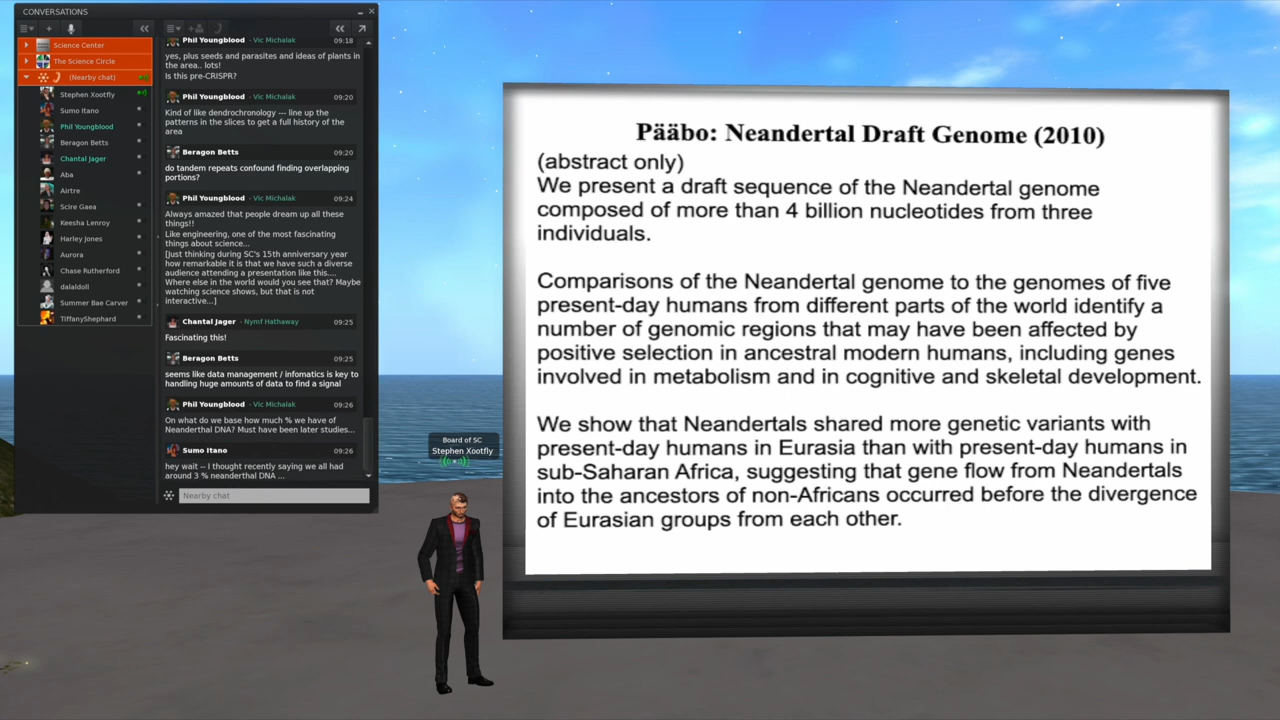 CONVERSATIONS
Science Center
The Science Circle
(Nearby chat)
Stephen Xootfly
Sumo Itano
Phil Youngblood
Beragon Betts
Chantal Jager
Aba
Airtre
Scire Gaea
Keesha Lenroy
Harley Jones
Aurora
Chase Rutherford
dalaldoll
Summer Bae Carver
TiffanyShephard
Phil Youngblood - Vic Michalak 09:18
yes, plus seeds and parasites and ideas of plants in
the area.. lots!
Is this pre-CRISPR?
Phil Youngblood - Vic Michalak 09:20
Kind of like dendrochronology --- line up the
patterns in the slices to get a full history of the
area
Beragon Betts 09:20
do tandem repeats confound finding overlapping
portions?
Phil Youngblood - Vic Michalak 09:24
Always amazed that people dream up all these
things!!
Like engineering, one of the most fascinating
things about science...
[Just thinking during SC's 15th anniversary year
how remarkable it is that we have such a diverse
audience attending a presentation like this....
Where else in the world would you see that? Maybe
watching science shows, but that is not
interactive...]
Chantal Jager - Nymf Hathaway 09:25
Fascinating this!
Beragon Betts 09:25
seems like data management / infomatics is key to
handling huge amounts of data to find a signal
Phil Youngblood - Vic Michalak 09:26
On what do we base how much % we have of
Neanderthal DNA? Must have been later studies...
Sumo Itano 09:26
hey wait -- I thought recently saying we all had
around 3 % neanderthal DNA ...
Nearby chat
Board of SC
Stephen Xootfly
Pääbo: Neandertal Draft Genome (2010)
(abstract only)
We present a draft sequence of the Neandertal genome
composed of more than 4 billion nucleotides from three
individuals.
Comparisons of the Neandertal genome to the genomes of five
present-day humans from different parts of the world identify a
number of genomic regions that may have been affected by
positive selection in ancestral modern humans, including genes
involved in metabolism and in cognitive and skeletal development.
We show that Neandertals shared more genetic variants with
present-day humans in Eurasia than with present-day humans in
sub-Saharan Africa, suggesting that gene flow from Neandertals
into the ancestors of non-Africans occurred before the divergence
of Eurasian groups from each other.